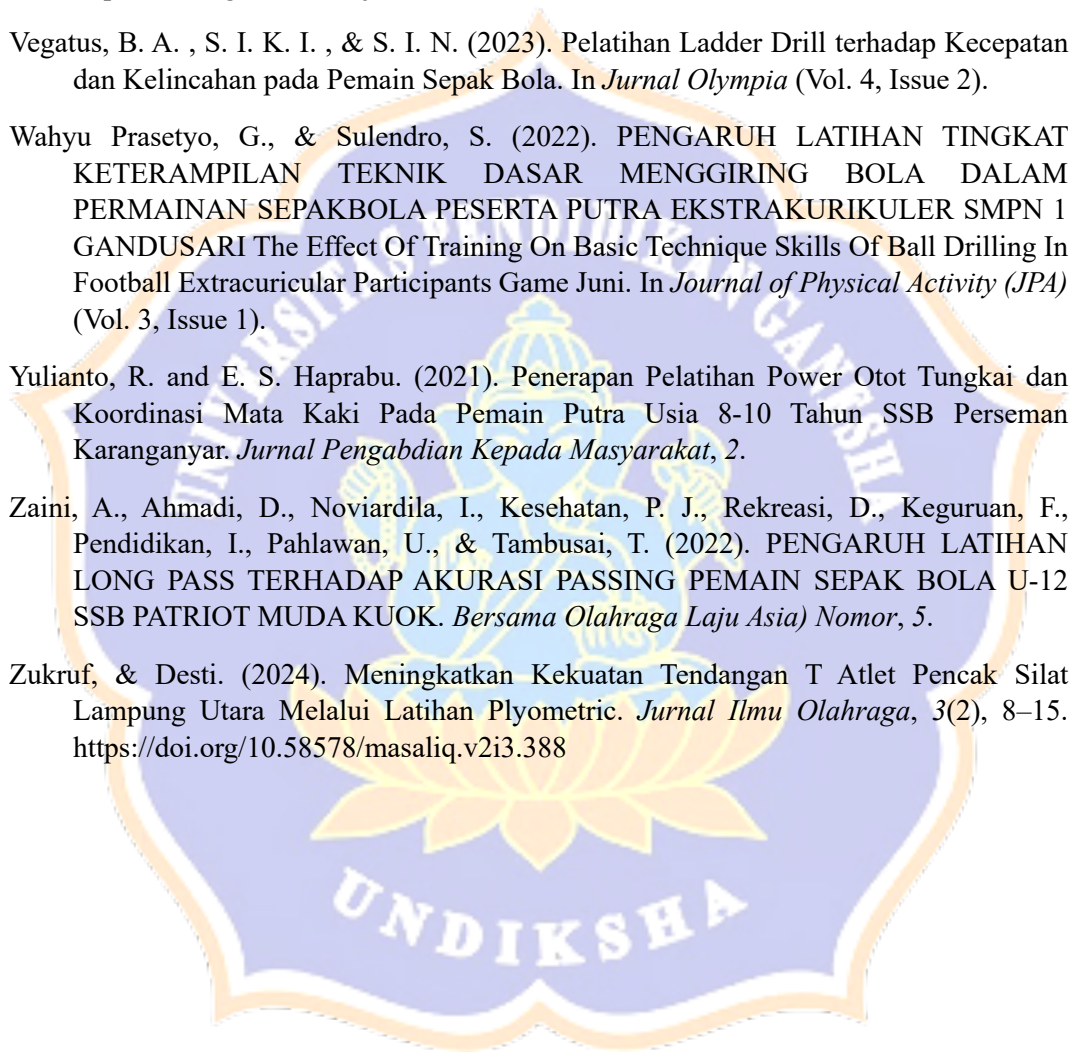 Vegatus, B. A. , S. I. K. I. , & S. I. N. (2023). Pelatihan Ladder Drill terhadap Kecepatan
dan Kelincahan pada Pemain Sepak Bola. In Jurnal Olympia (Vol. 4, Issue 2).
Wahyu Prasetyo, G., & Sulendro, S. (2022). PENGARUH LATIHAN TINGKAT
KETERAMPILAN TEKNIK DASAR MENGGIRING BOLA DALAM
PERMAINAN SEPAKBOLA PESERTA PUTRA EKSTRAKURIKULER SMPN 1
GANDUSARI The Effect Of Training On Basic Technique Skills Of Ball Drilling In
Football Extracuricular Participants Game Juni. In Journal of Physical Activity (JPA)
(Vol. 3, Issue 1).
Yulianto, R. and E. S. Haprabu. (2021). Penerapan Pelatihan Power Otot Tungkai dan
Koordinasi Mata Kaki Pada Pemain Putra Usia 8-10 Tahun SSB Perseman
Karanganyar. Jurnal Pengabdian Kepada Masyarakat, 2.
Zaini, A., Ahmadi, D., Noviardila, I., Kesehatan, P. J., Rekreasi, D., Keguruan, F.,
Pendidikan, I., Pahlawan, U., & Tambusai, T. (2022). PENGARUH LATIHAN
LONG PASS TERHADAP AKURASI PASSING PEMAIN SEPAK BOLA U-12
SSB PATRIOT MUDA KUOK. Bersama Olahraga Laju Asia) Nomor, 5.
Zukruf, & Desti. (2024). Meningkatkan Kekuatan Tendangan T Atlet Pencak Silat
Lampung Utara Melalui Latihan Plyometric. Jurnal Ilmu Olahraga, 3(2), 8–15.
https://doi.org/10.58578/masaliq.v2i3.388
UNIVERSITAS PENDIDIKAN GANESHA
UNDIKSHA